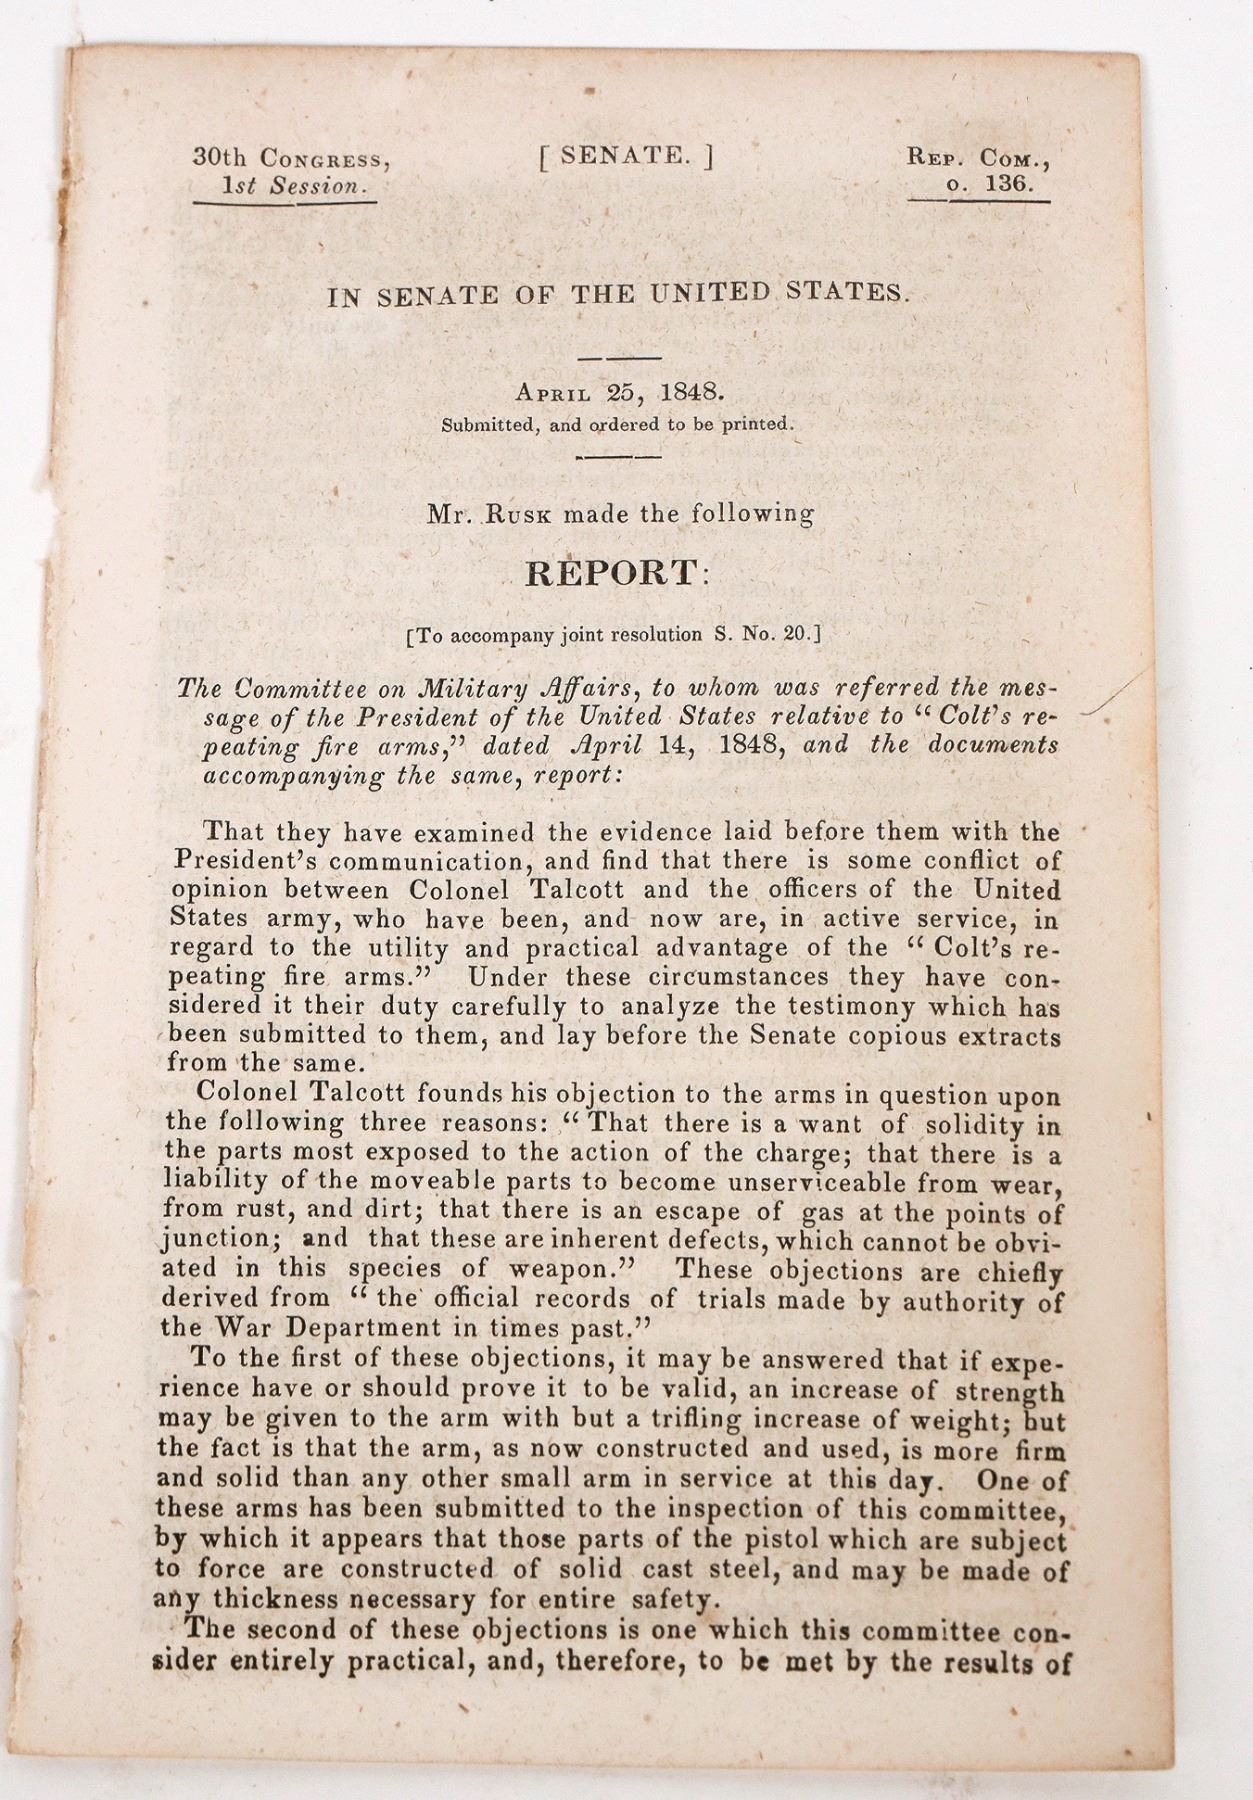 30th Congress,
1st Session.
[ SENATE. ]
Rep. Com.,
o. 136.
IN SENATE OF THE UNITED STATES.
April 25, 1848.
Submitted, and ordered to be printed.
Mr. Rusk made the following
REPORT:
[To accompany joint resolution S. No. 20.]
The Committee on Military Affairs, to whom was referred the mes-
sage of the President of the United States relative to “ Colt's re-
peating fire arms,” dated April 14, 1848, and the documents
accompanying the same, report:
That they have examined the evidence laid before them with the
President's communication, and find that there is some conflict of
opinion between Colonel Talcott and the officers of the United
States army, who have been, and now are, in active service, in
regard to the utility and practical advantage of the “ Colt's re-
peating fire arms.” Under these circumstances they have con-
sidered it their duty carefully to analyze the testimony which has
been submitted to them, and lay before the Senate copious extracts
from the same.
Colonel Talcott founds his objection to the arms in question upon
the following three reasons: “ That there is a want of solidity in
the parts most exposed to the action of the charge; that there is a
liability of the moveable parts to become unserviceable from wear,
from rust, and dirt; that there is an escape of gas at the points of
junction; and that these are inherent defects, which cannot be obvi-
ated in this species of weapon.” These objections are chiefly
derived from “ the official records of trials made by authority of
the War Department in times past.”
To the first of these objections, it may be answered that if expe-
rience have or should prove it to be valid, an increase of strength
may be given to the arm with but a trifling increase of weight; but
the fact is that the arm, as now constructed and used, is more firm
and solid than any other small arm in service at this day. One of
these arms has been submitted to the inspection of this committee,
by which it appears that those parts of the pistol which are subject
to force are constructed of solid cast steel, and may be made of
any thickness necessary for entire safety.
The second of these objections is one which this committee con-
sider entirely practical, and, therefore, to be met by the results of